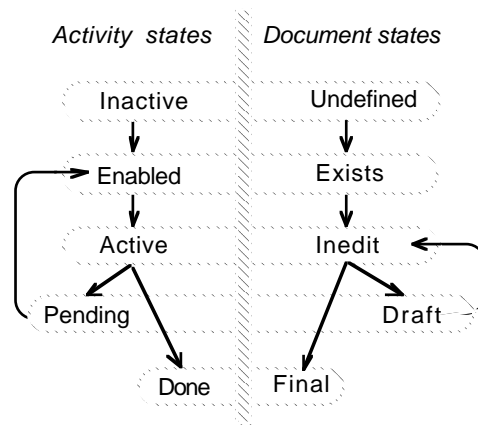 Activity states Document states
Inactive Undefined
Enabled Exists
Active Inedit
Pending Draft
Done Final